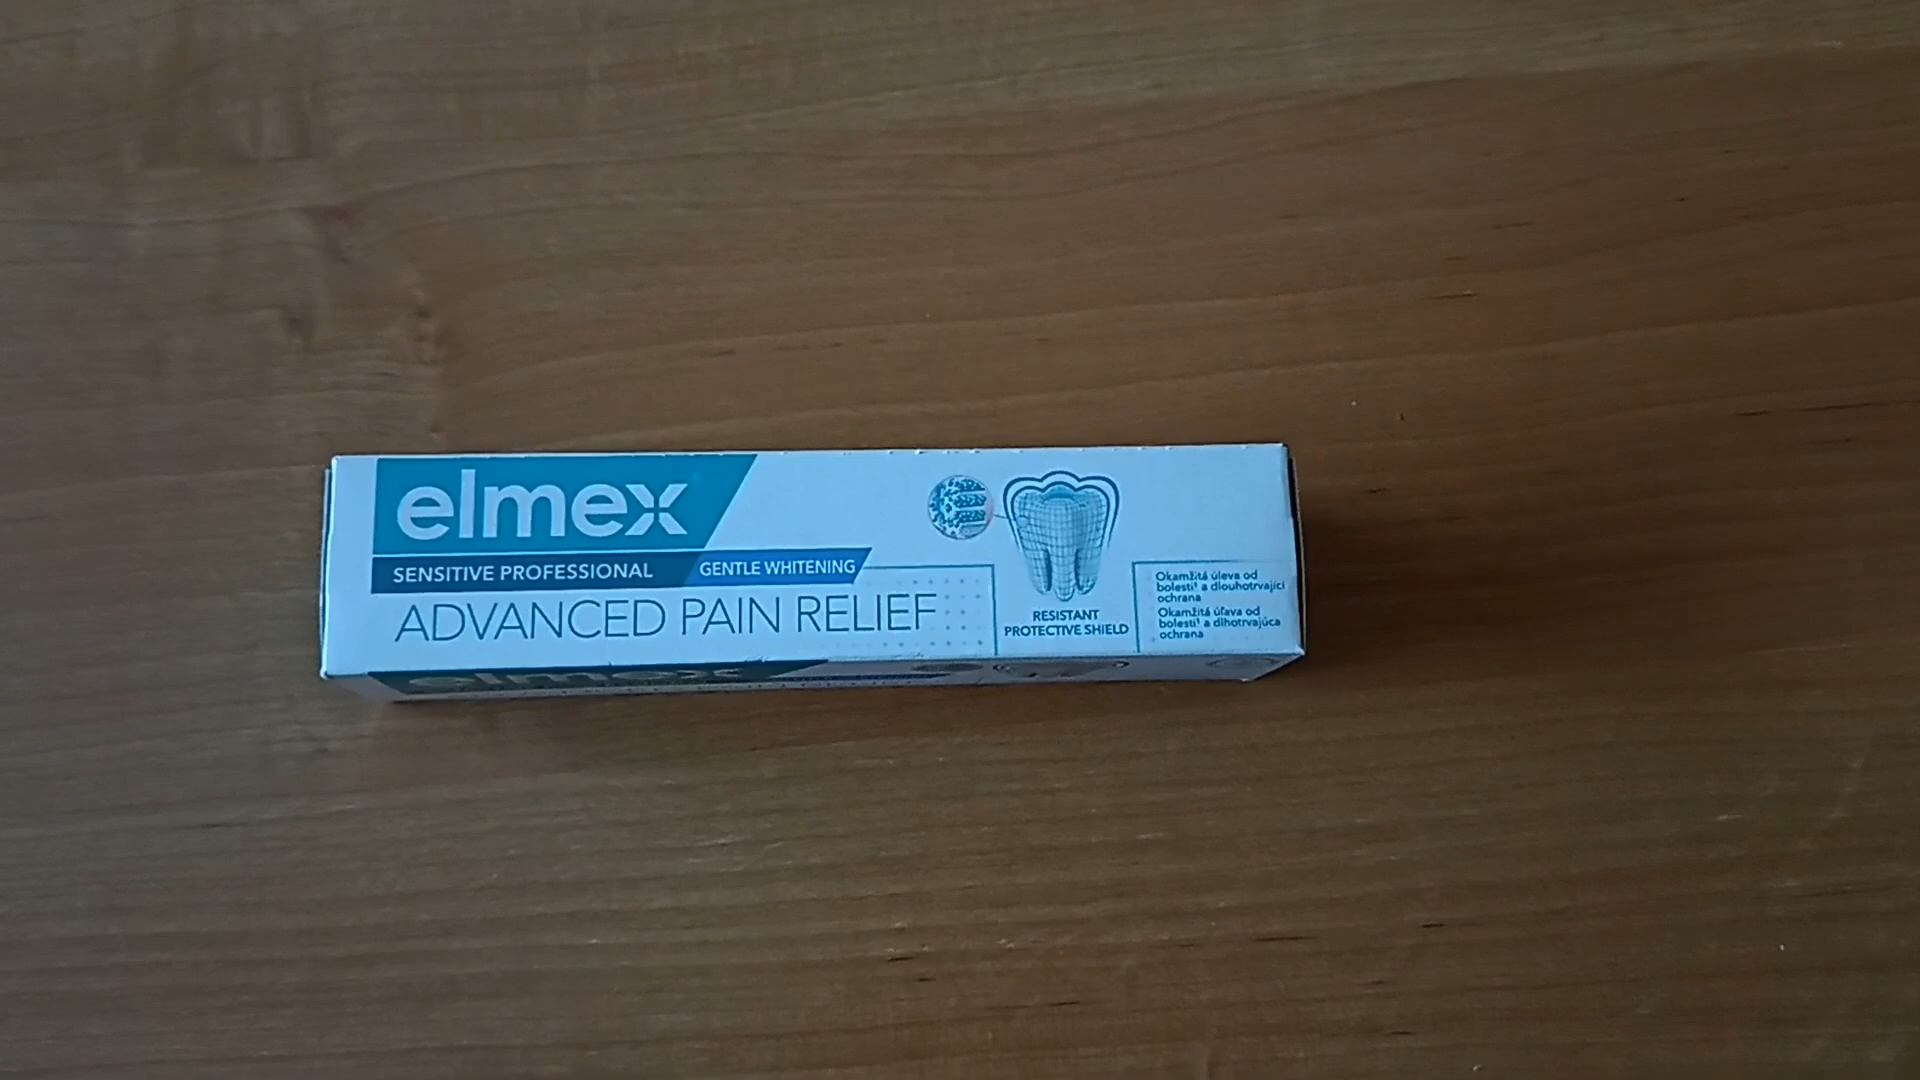 elmex
SENSITIVE PROFESSIONAL
GENTLE WHITENING
ADVANCED PAIN RELIEF
RESISTANT
PROTECTIVE SHIELD
Okamžitá úleva od
bolesti¹ a dlouhotrvající
ochrana
Okamžitá úľava od
bolesti¹ a dlhotrvajúca
ochrana
elmex